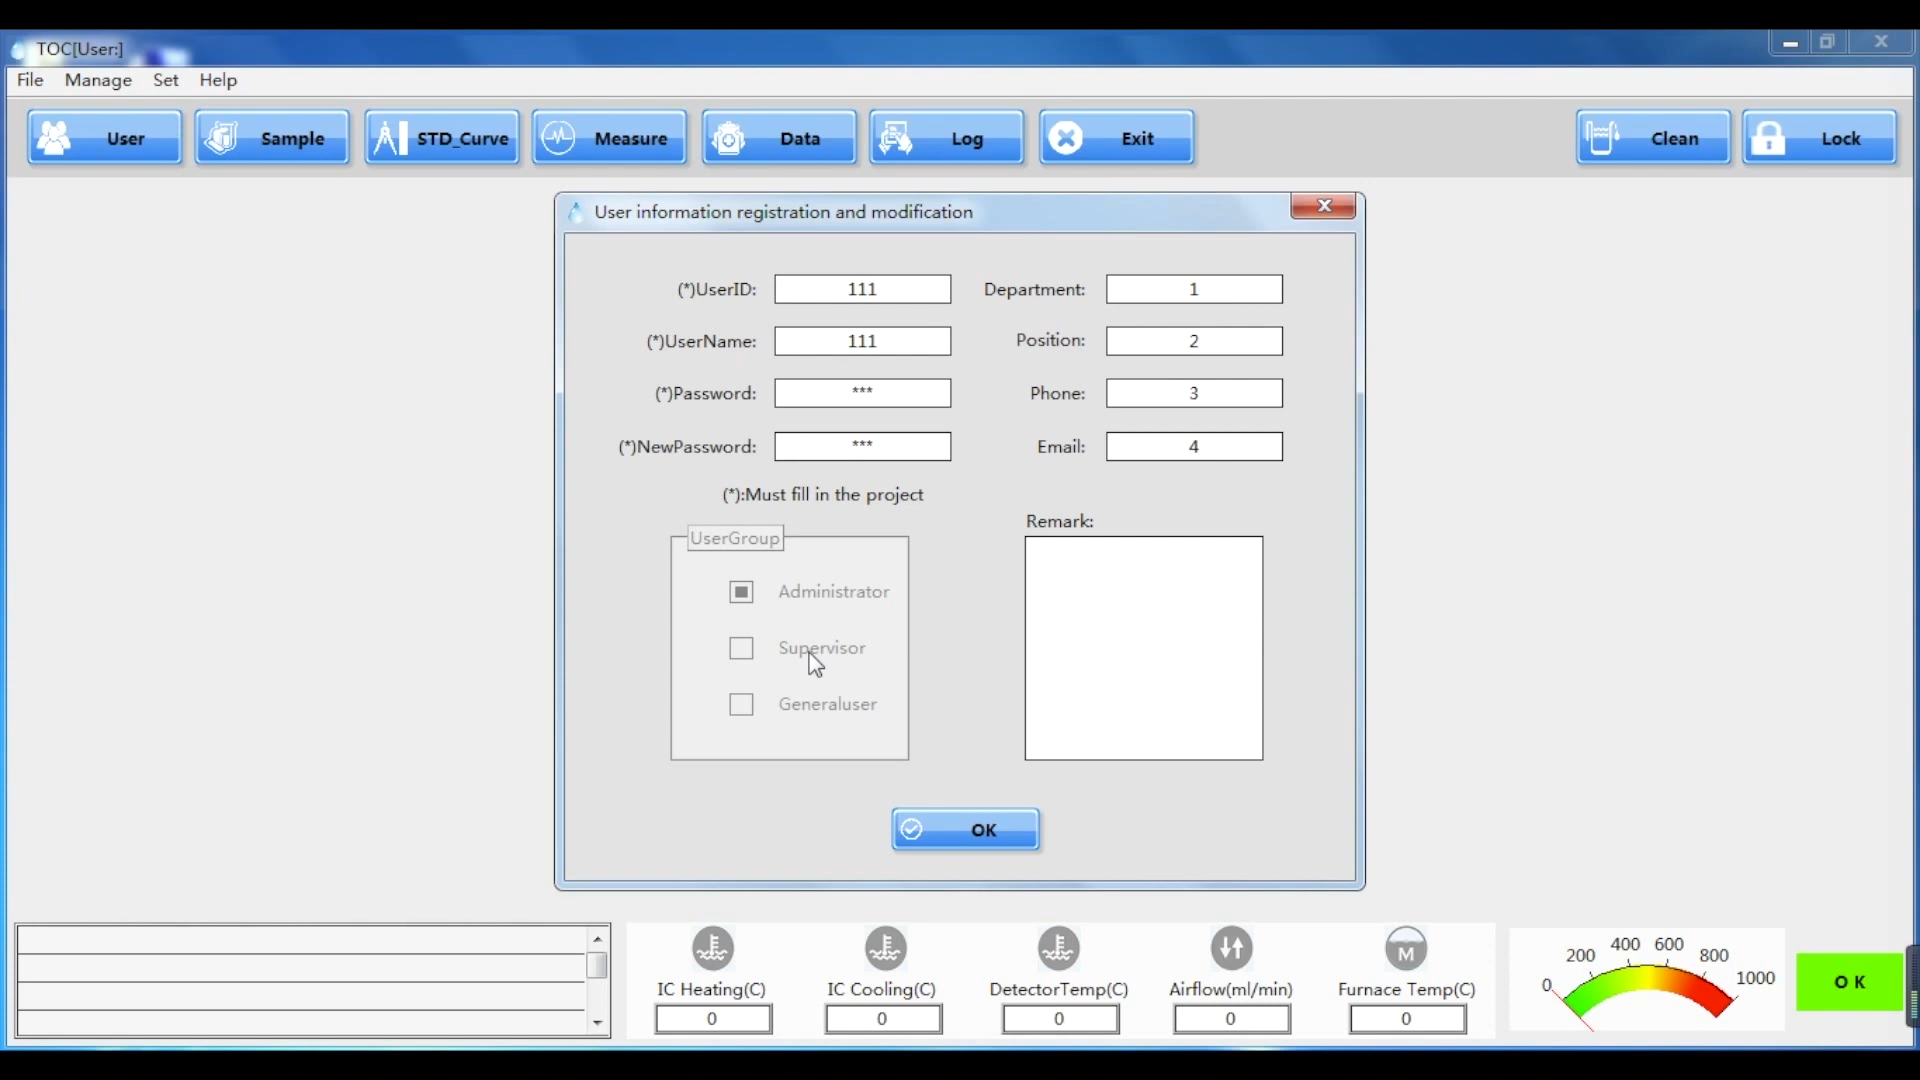 TOC[User:]
File Manage Set Help
User Sample STD_Curve Measure Data Log Exit Clean Lock
User information registration and modification
(*)UserID: 111 Department: 1
(*)UserName: 111 Position: 2
(*)Password: *** Phone: 3
(*)NewPassword: *** Email: 4
(*):Must fill in the project
UserGroup
Remark:
Administrator
Supervisor
Generaluser
OK
IC Heating(C) IC Cooling(C) DetectorTemp(C) Airflow(ml/min) Furnace Temp(C)
0 0 0 0 0
M
0 200 400 600 800 1000
O K